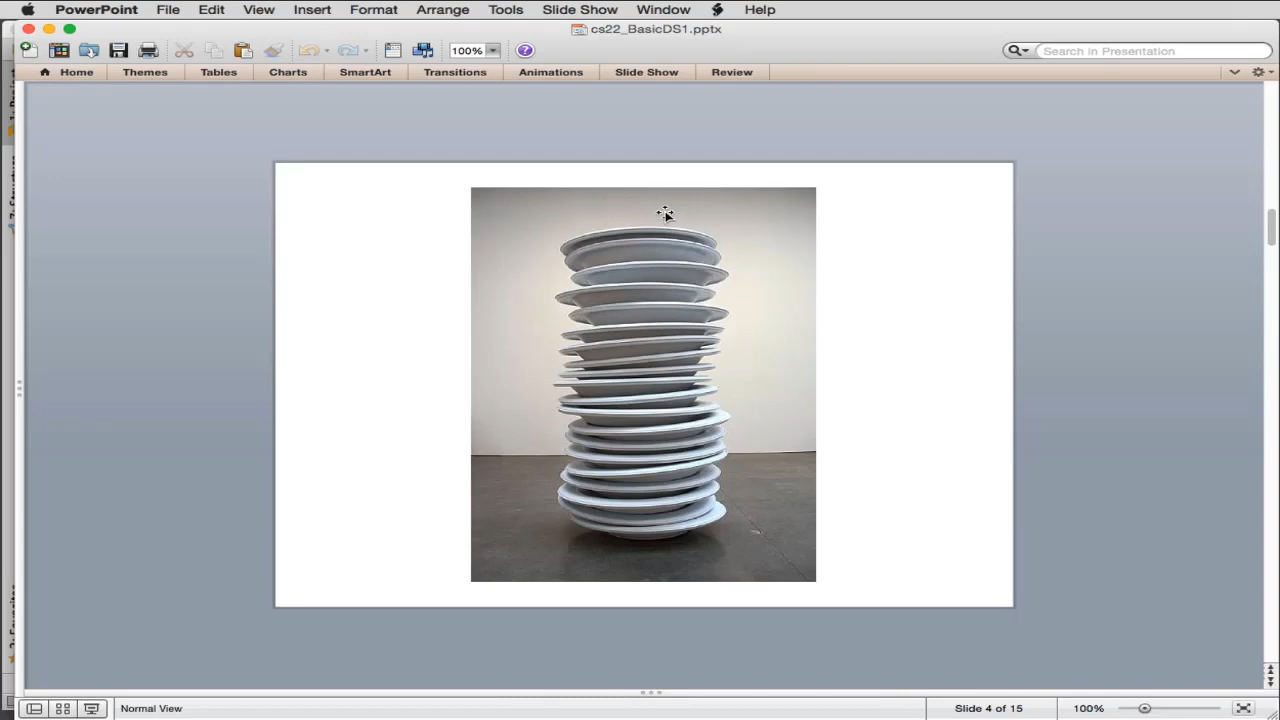 PowerPoint File Edit View Insert Format Arrange Tools Slide Show Window Help
cs22_BasicDS1.pptx
100% Search in Presentation
Home Themes Tables Charts SmartArt Transitions Animations Slide Show Review
Normal View Slide 4 of 15 100%